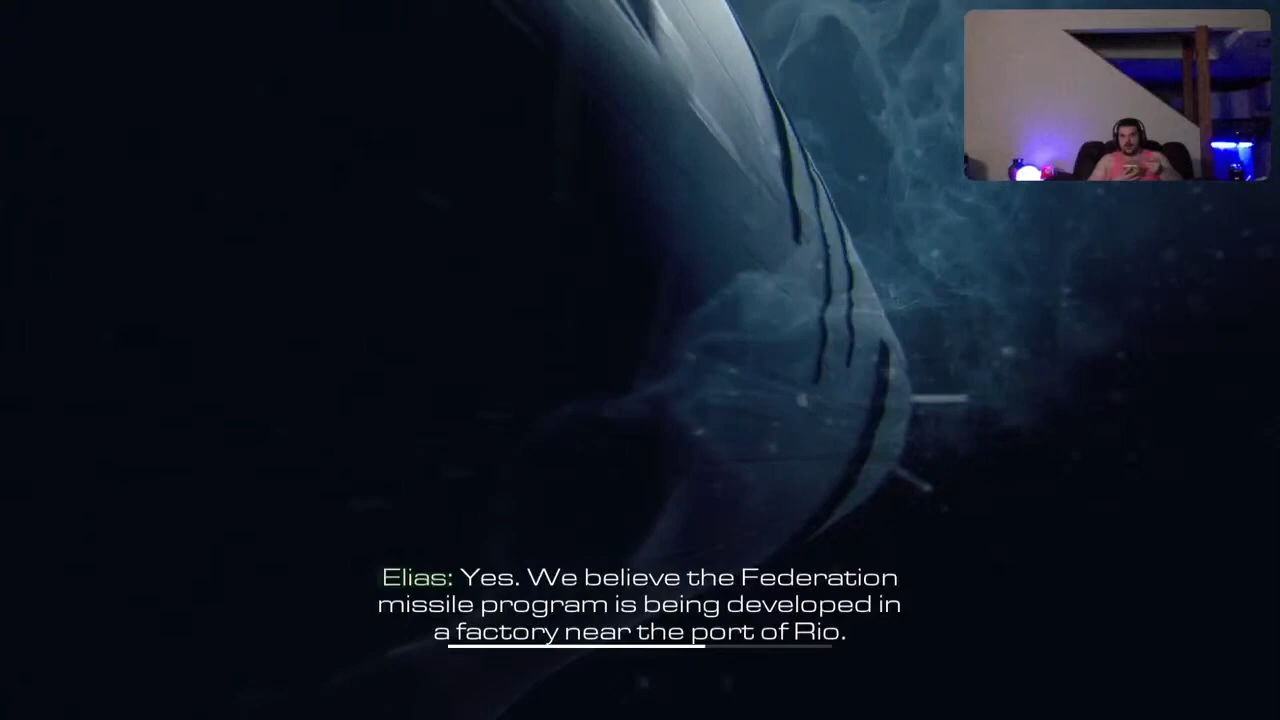 Elias: Yes. We believe the Federation
missile program is being developed in
a factory near the port of Rio.